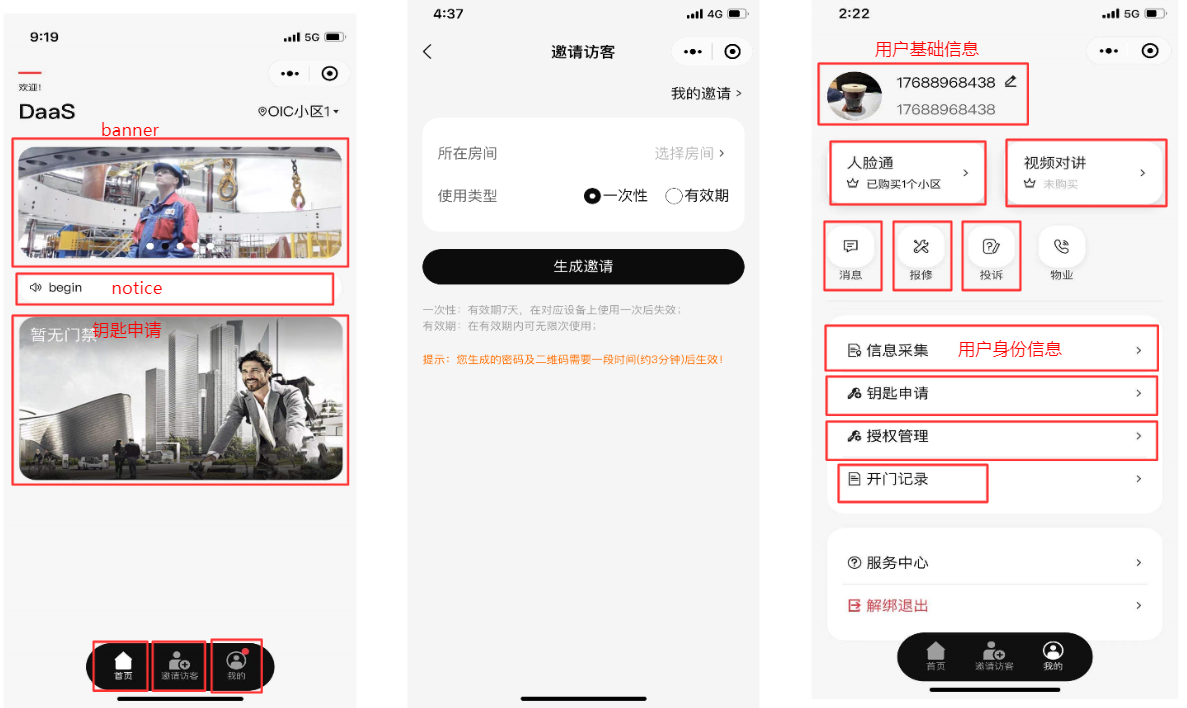 9:19
5G
欢迎!
DaaS
OIC小区1
banner
begin
notice
暂无门禁
钥匙申请
首页
邀请访客
我的
4:37
4G
邀请访客
我的邀请
所在房间
选择房间
使用类型
一次性
有效期
生成邀请
一次性：有效期7天，在对应设备上使用一次后失效；
有效期：在有效期内可无限次使用；
提示：您生成的密码及二维码需要一段时间(约3分钟)后生效!
2:22
5G
用户基础信息
17688968438
17688968438
人脸通
已购买1个小区
视频对讲
未购买
消息
报修
投诉
物业
信息采集
用户身份信息
钥匙申请
授权管理
开门记录
服务中心
解绑退出
首页
邀请访客
我的